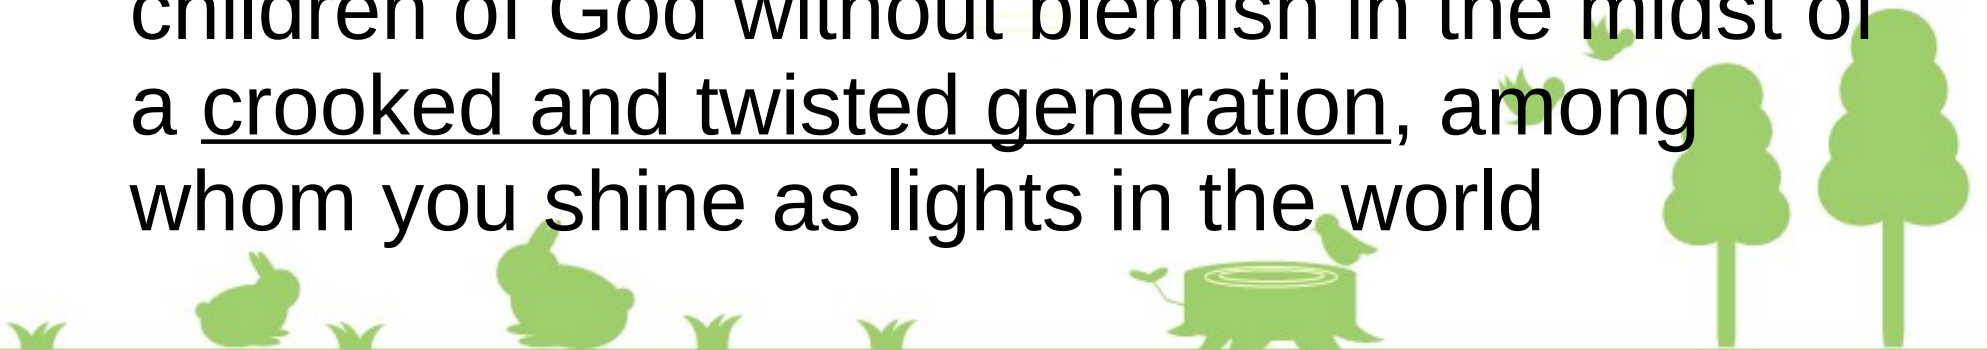 children of God without blemish in the midst of
a crooked and twisted generation, among
whom you shine as lights in the world